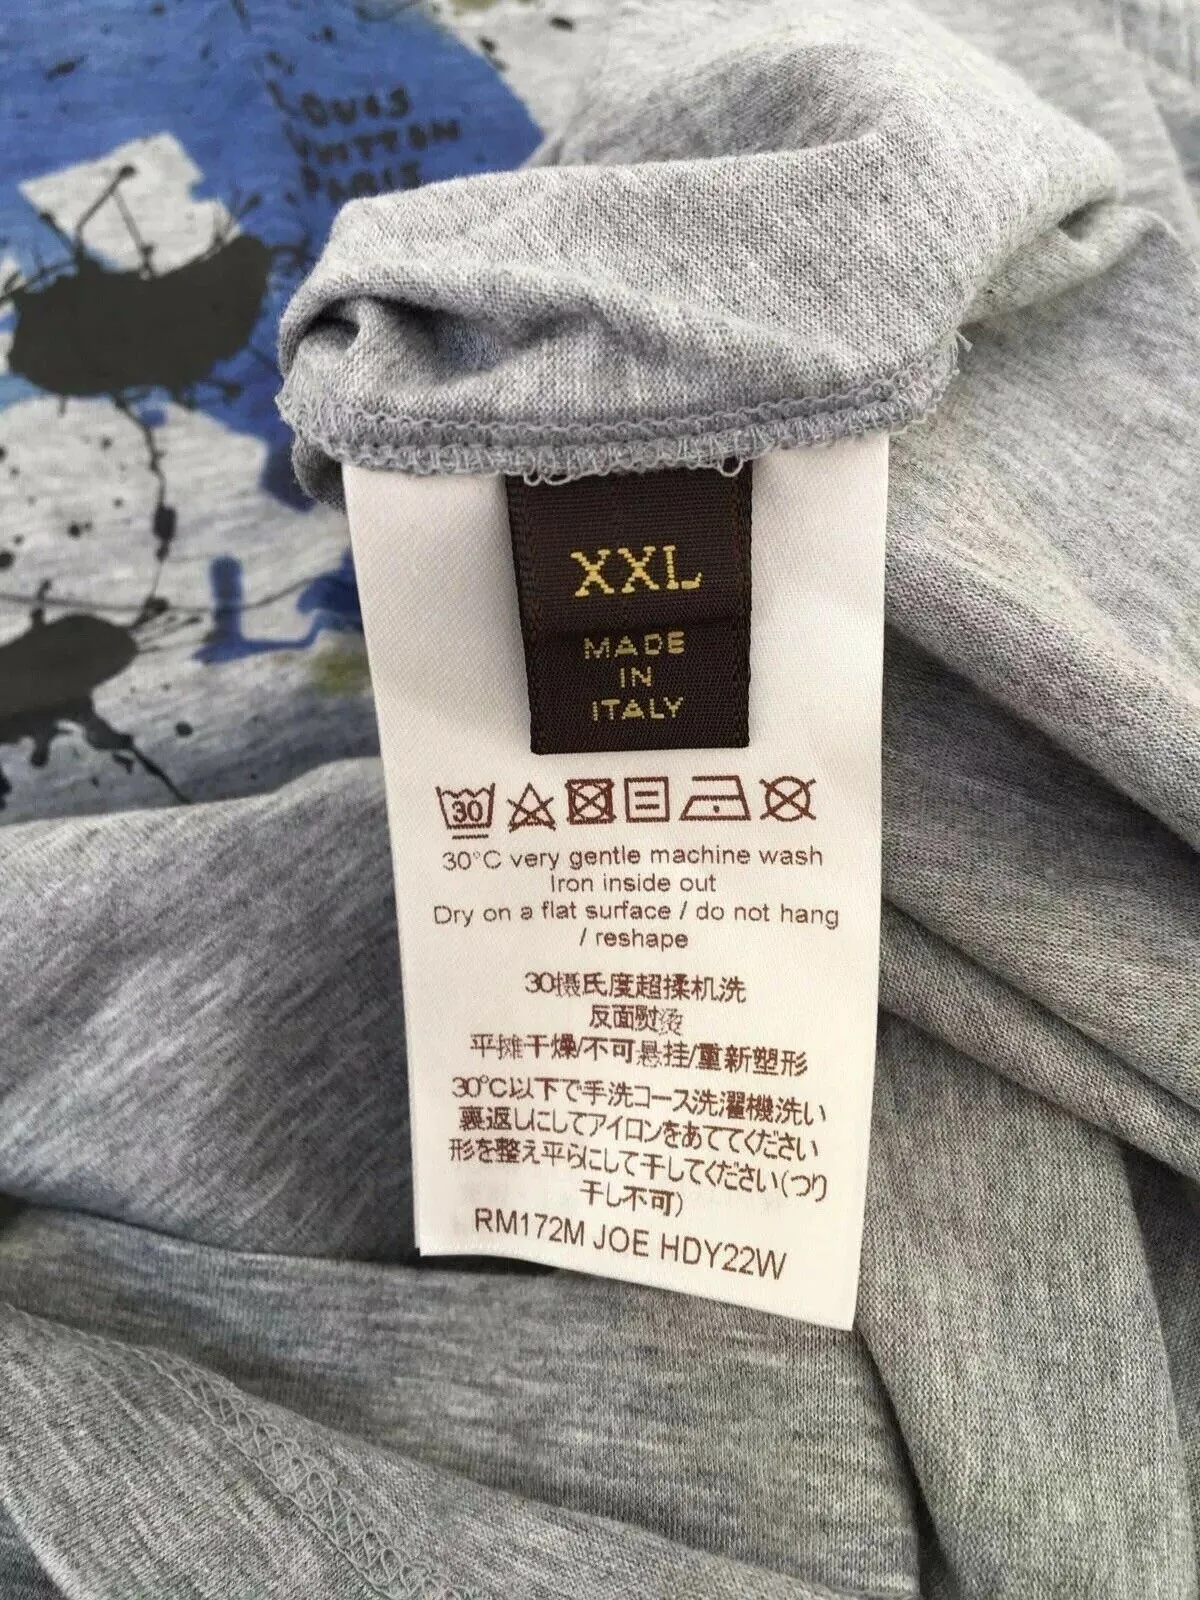 LOUIS
VUITTON
PARIS
XXL
MADE
IN
ITALY
30
30°C very gentle machine wash
Iron inside out
Dry on a flat surface / do not hang
/ reshape
30摄氏度超揉机洗
反面熨烫
平摊干燥/不可悬挂/重新塑形
30°C以下で手洗コース洗濯機洗い
裏返しにしてアイロンをあててください
形を整え平らにして干してください(つり
干し不可)
RM172M JOE HDY22W